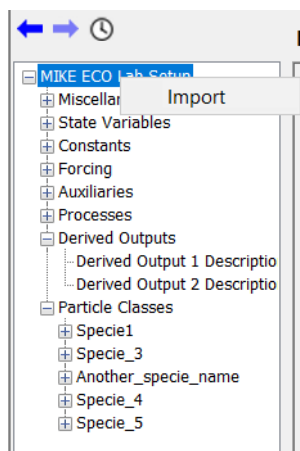 MIKE ECO Lab Setup
Import
State Variables
Constants
Forcing
Auxiliaries
Processes
Derived Outputs
Derived Output 1 Descriptio
Derived Output 2 Descriptio
Particle Classes
Specie1
Specie_3
Another_specie_name
Specie_4
Specie_5